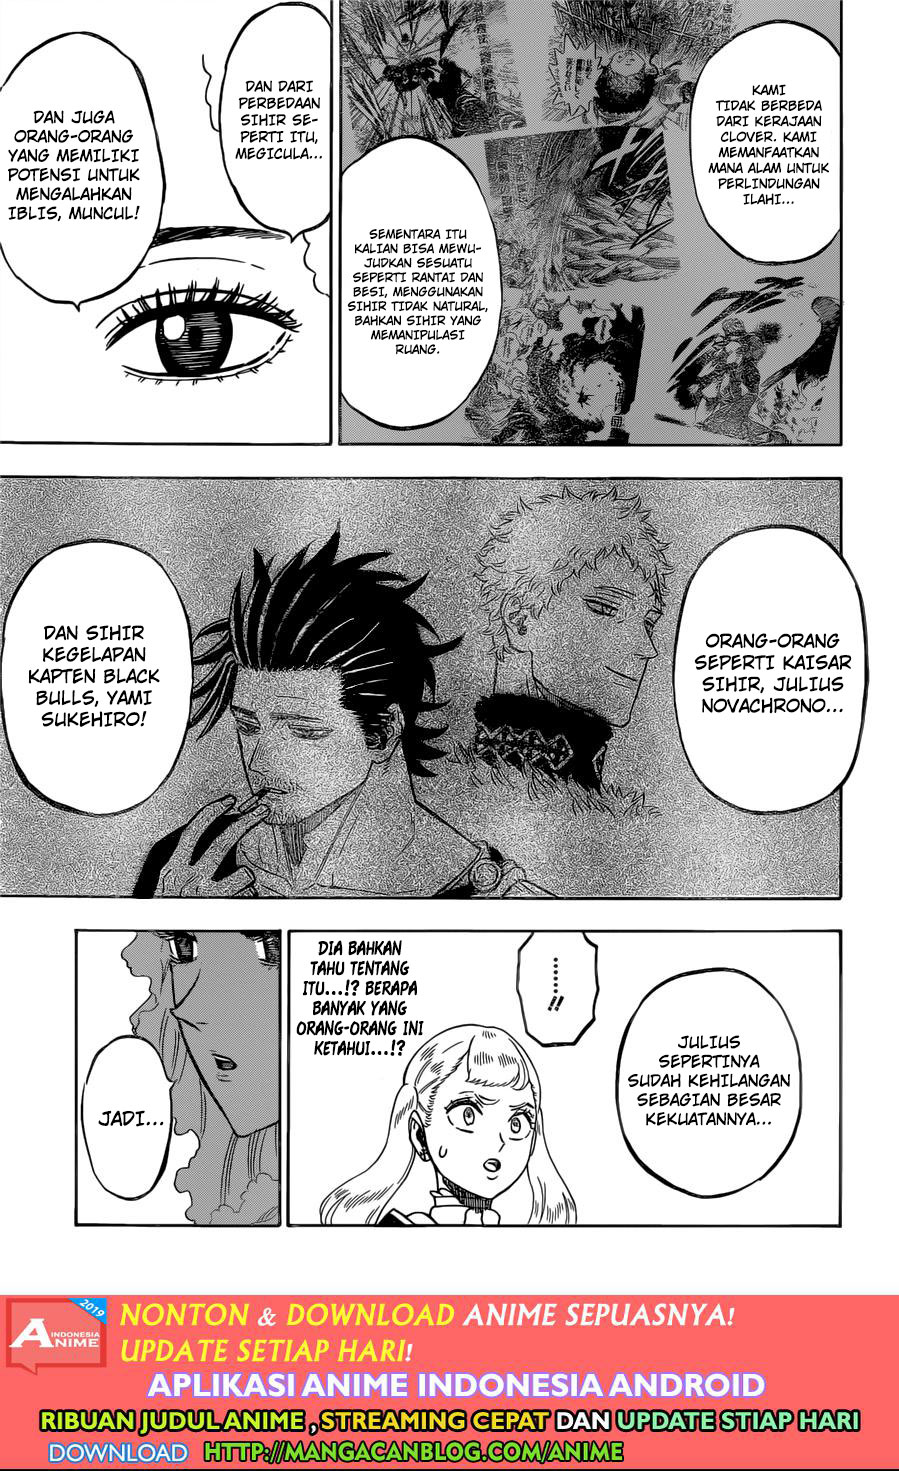 KAMI
TIDAK BERBEDA
DARI KERAJAAN
CLOVER. KAMI
MEMANFAATKAN
MANA ALAM UNTUK
PERLINDUNGAN
ILAHI...
SEMENTARA ITU
KALIAN BISA MEWU-
JUDKAN SESUATU
SEPERTI RANTAI DAN
BESI, MENGGUNAKAN
SIHIR TIDAK NATURAL,
BAHKAN SIHIR YANG
MEMANIPULASI
RUANG.
DAN DARI
PERBEDAAN
SIHIR SE-
PERTI ITU,
MEGICULA...
DAN JUGA
ORANG-ORANG
YANG MEMILIKI
POTENSI UNTUK
MENGALAHKAN
IBLIS, MUNCUL!
ORANG-ORANG
SEPERTI KAISAR
SIHIR, JULIUS
NOVACHRONO...
DAN SIHIR
KEGELAPAN
KAPTEN BLACK
BULLS, YAMI
SUKEHIRO!
JULIUS
SEPERTINYA
SUDAH KEHILANGAN
SEBAGIAN BESAR
KEKUATANNYA...
........!!
DIA BAHKAN
TAHU TENTANG
ITU...!? BERAPA
BANYAK YANG
ORANG-ORANG INI
KETAHUI...!?
JADI...
2019
INDONESIA
ANIME
NONTON & DOWNLOAD ANIME SEPUASNYA!
UPDATE SETIAP HARI!
APLIKASI ANIME INDONESIA ANDROID
RIBUAN JUDUL ANIME , STREAMING CEPAT DAN UPDATE STIAP HARI
DOWNLOAD HTTP://MANGACANBLOG.COM/ANIME